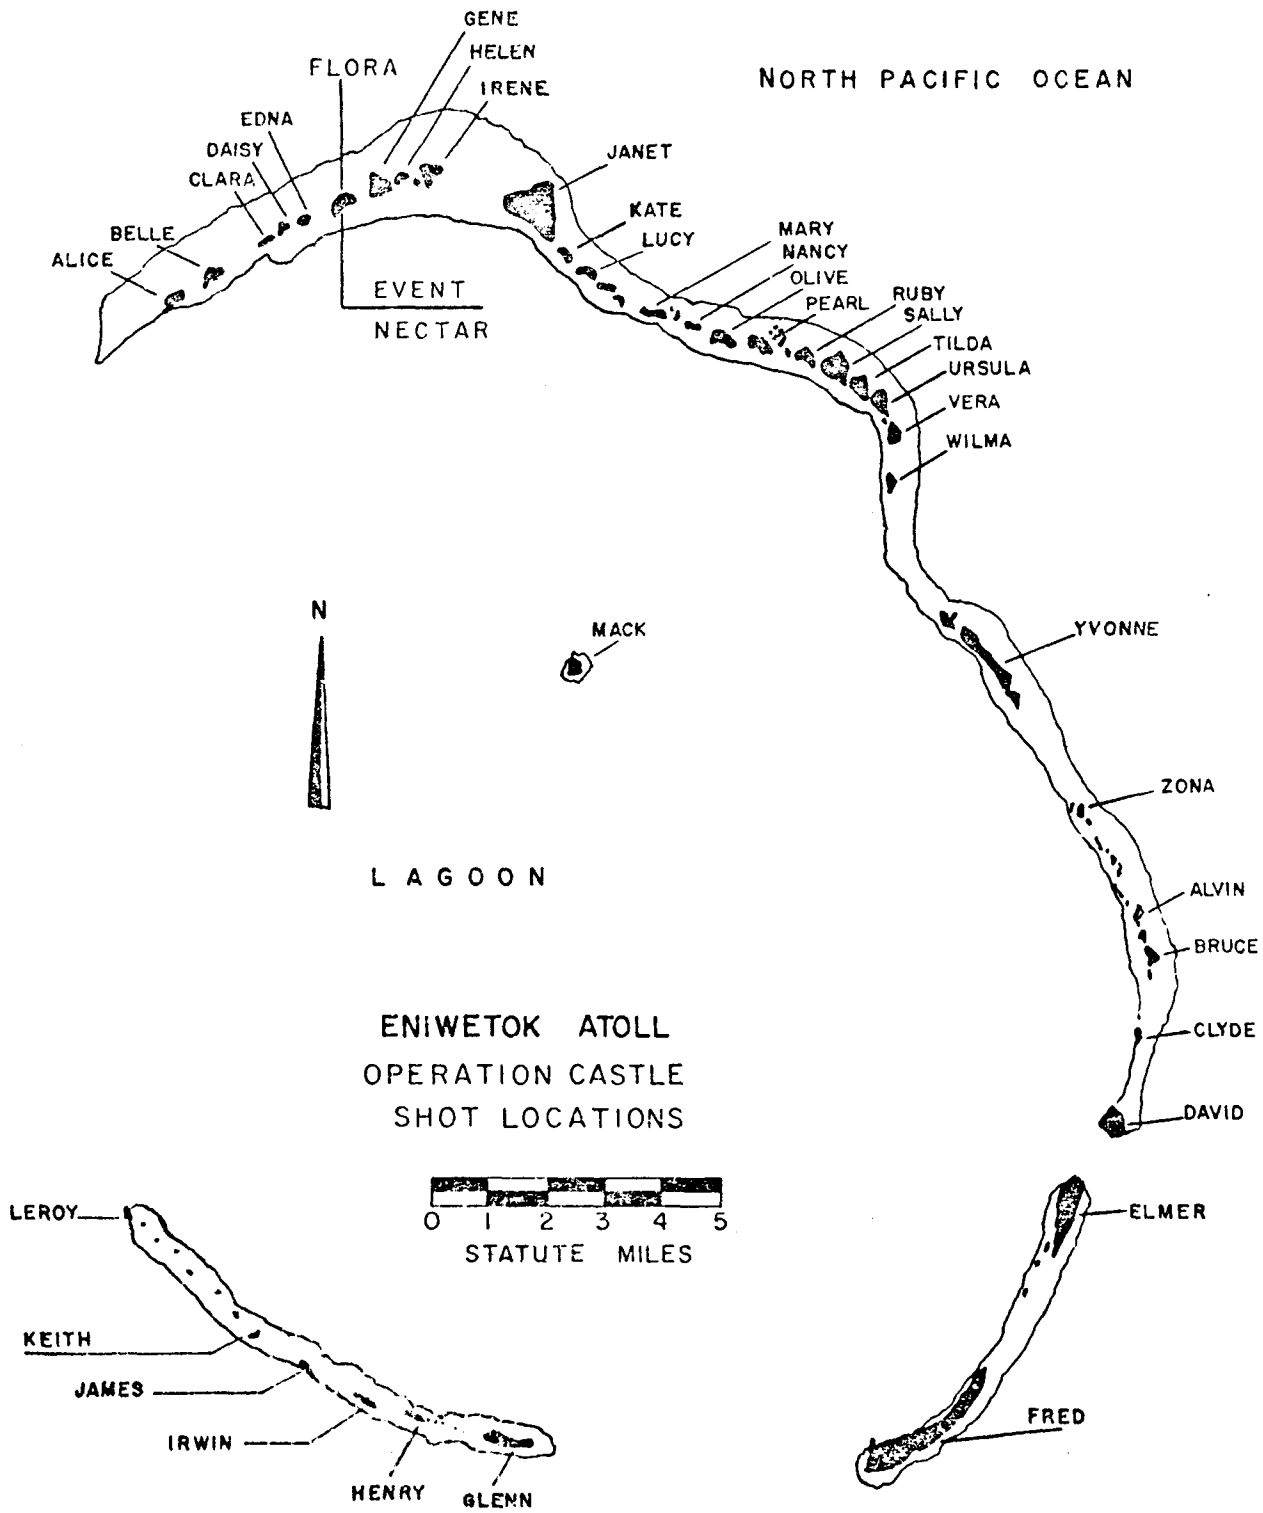 GENE
HELEN
FLORA
IRENE
NORTH PACIFIC OCEAN
EDNA
DAISY
CLARA
JANET
BELLE
ALICE
KATE
LUCY
MARY
NANCY
OLIVE
PEARL
RUBY
SALLY
TILDA
URSULA
VERA
WILMA
EVENT
NECTAR
N
MACK
YVONNE
ZONA
LAGOON
ALVIN
BRUCE
ENIWETOK ATOLL
OPERATION CASTLE
SHOT LOCATIONS
CLYDE
DAVID
0 1 2 3 4 5
STATUTE MILES
LEROY
ELMER
KEITH
JAMES
IRWIN
HENRY
GLENN
FRED